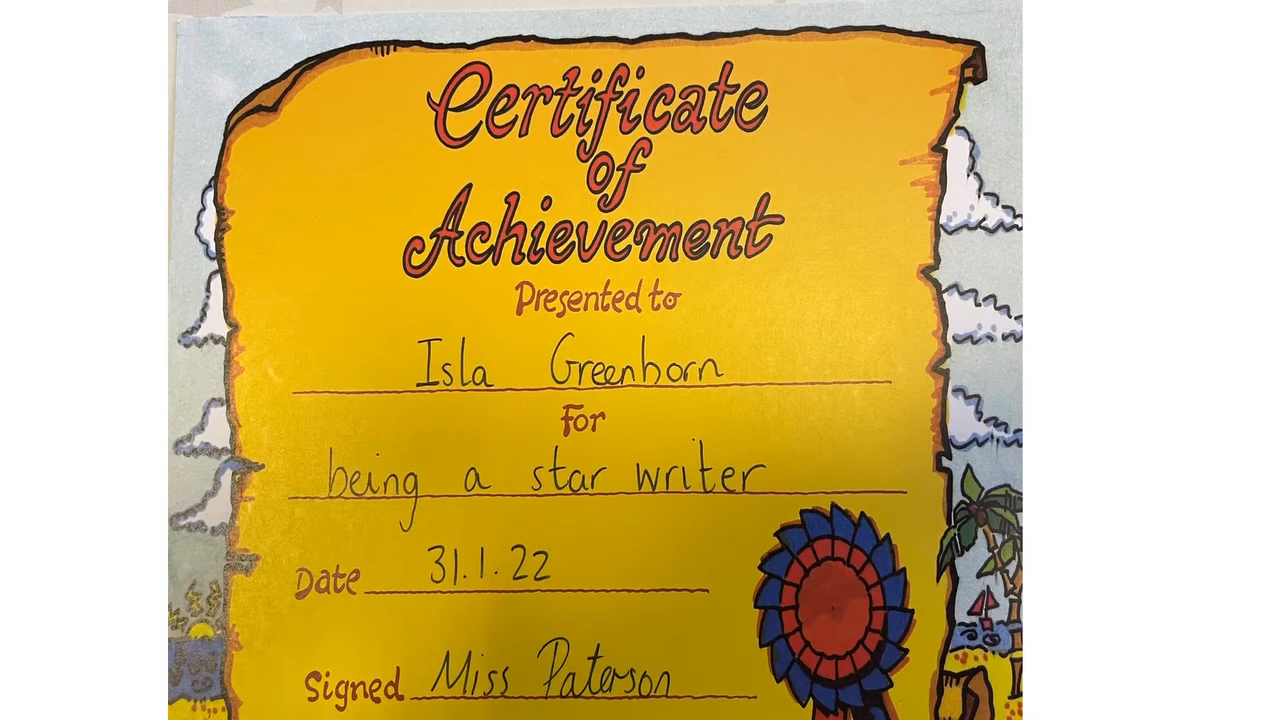 Certificate
of
Achievement
Presented to
Isla Greenhorn
For
being a star writer
Date 31.1.22
Signed Miss Paterson